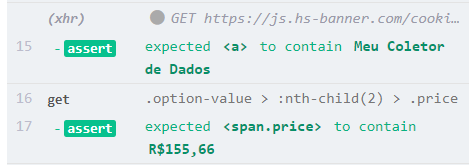 (xhr) GET https://js.hs-banner.com/cooki…
15 - assert expected <a> to contain Meu Coletor
de Dados
16 get .option-value > :nth-child(2) > .price
17 - assert expected <span.price> to contain
R$155,66